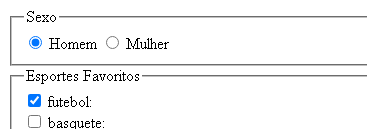 Sexo
Homem Mulher
Esportes Favoritos
futebol:
basquete: